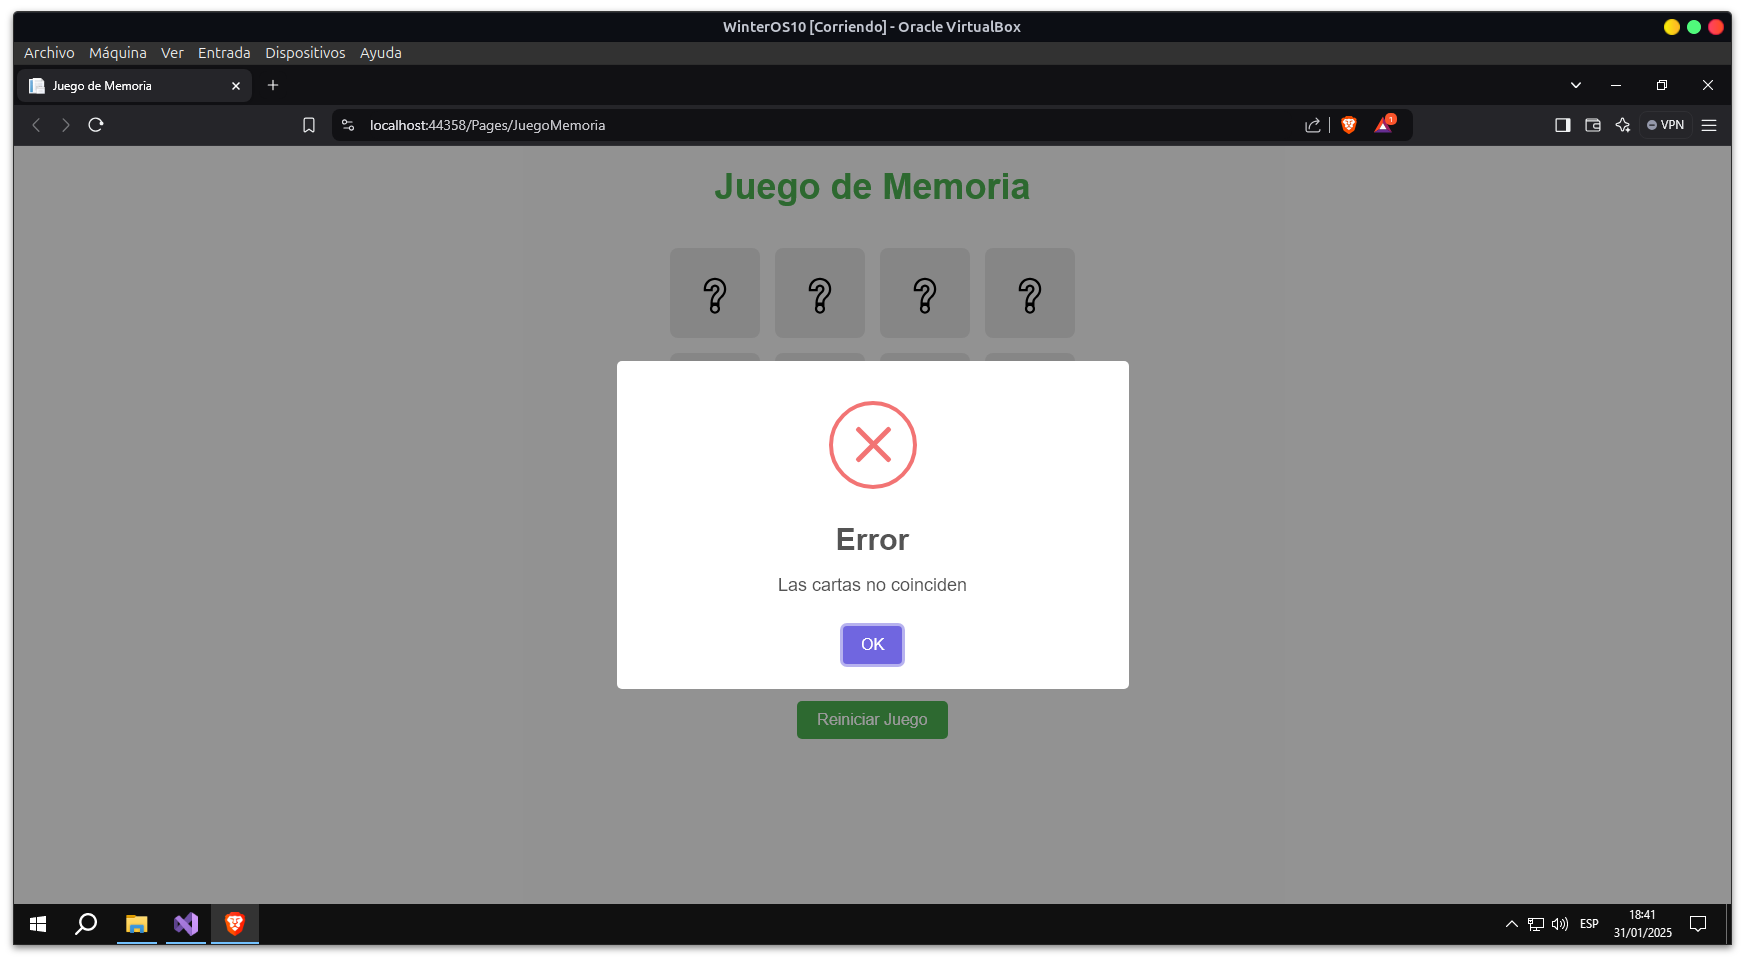 WinterOS10 [Corriendo] - Oracle VirtualBox
Archivo Máquina Ver Entrada Dispositivos Ayuda
Juego de Memoria
localhost:44358/Pages/JuegoMemoria
1
VPN
Juego de Memoria
? ? ? ?
Error
Las cartas no coinciden
OK
Reiniciar Juego
ESP
18:41
31/01/2025